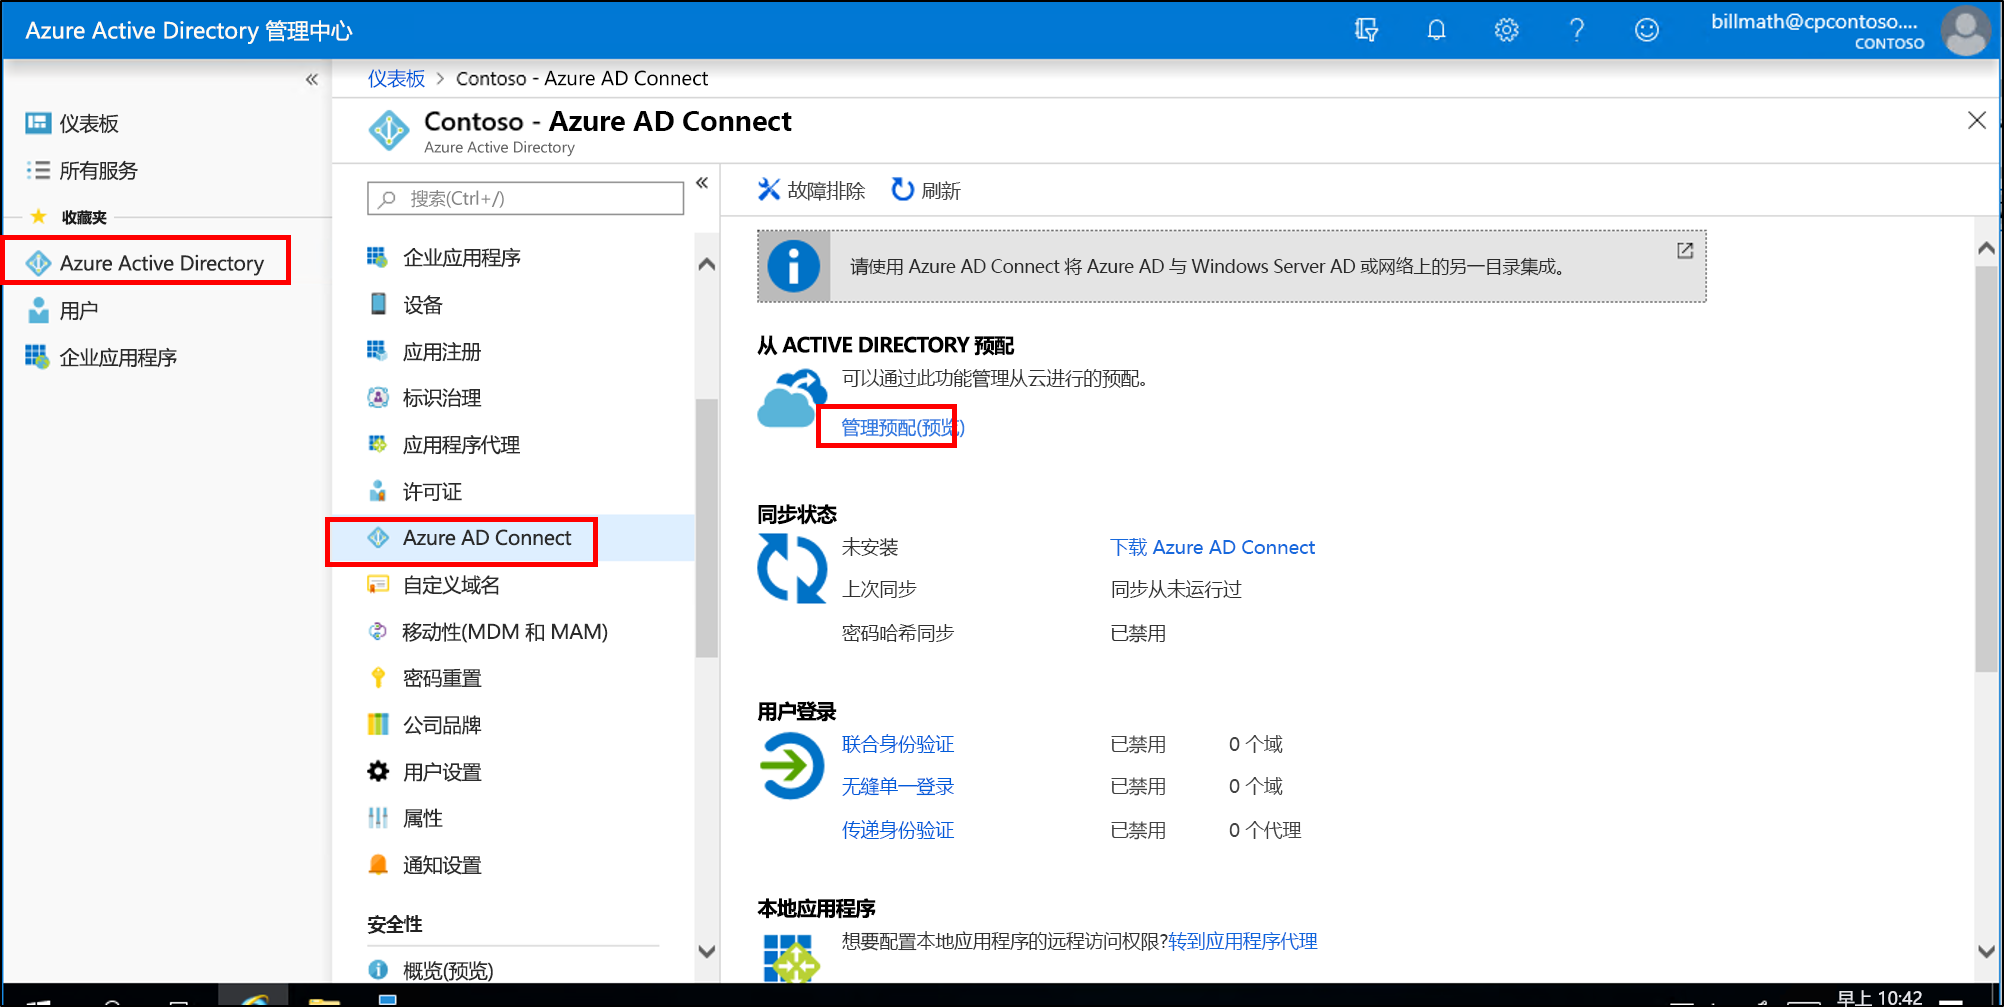 Azure Active Directory 管理中心
billmath@cpcontoso....
CONTOSO
仪表板
所有服务
收藏夹
Azure Active Directory
用户
企业应用程序
仪表板 > Contoso - Azure AD Connect
Contoso - Azure AD Connect
Azure Active Directory
搜索(Ctrl+/)
企业应用程序
设备
应用注册
标识治理
应用程序代理
许可证
Azure AD Connect
自定义域名
移动性(MDM 和 MAM)
密码重置
公司品牌
用户设置
属性
通知设置
安全性
概览(预览)
故障排除 刷新
请使用 Azure AD Connect 将 Azure AD 与 Windows Server AD 或网络上的另一目录集成。
从 ACTIVE DIRECTORY 预配
可以通过此功能管理从云进行的预配。
管理预配(预览)
同步状态
未安装 下载 Azure AD Connect
上次同步 同步从未运行过
密码哈希同步 已禁用
用户登录
联合身份验证 已禁用 0 个域
无缝单一登录 已禁用 0 个域
传递身份验证 已禁用 0 个代理
本地应用程序
想要配置本地应用程序的远程访问权限?转到应用程序代理
早上 10:42